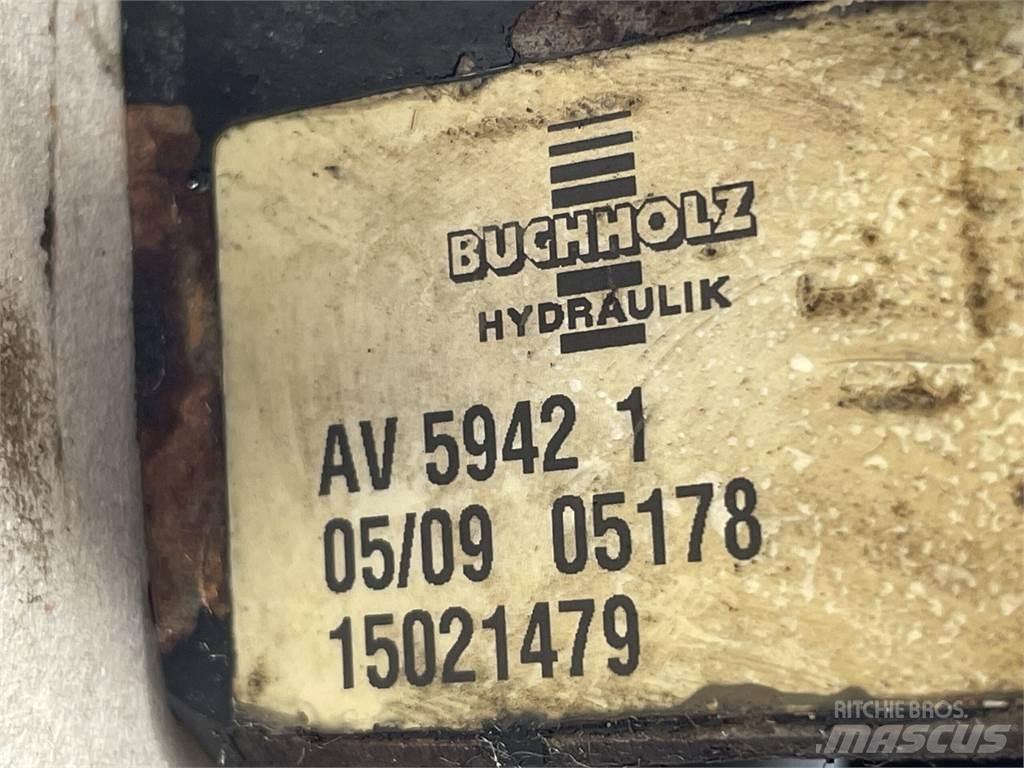 BUCHHOLZ
HYDRAULIK
AV 5942 1
05/09 05178
15021479
RITCHIE BROS.
MASCUS